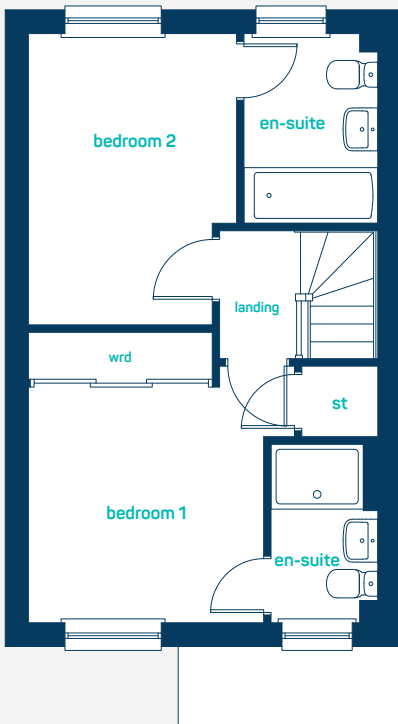 bedroom 2
en-suite
landing
wrd
st
bedroom 1
en-suite